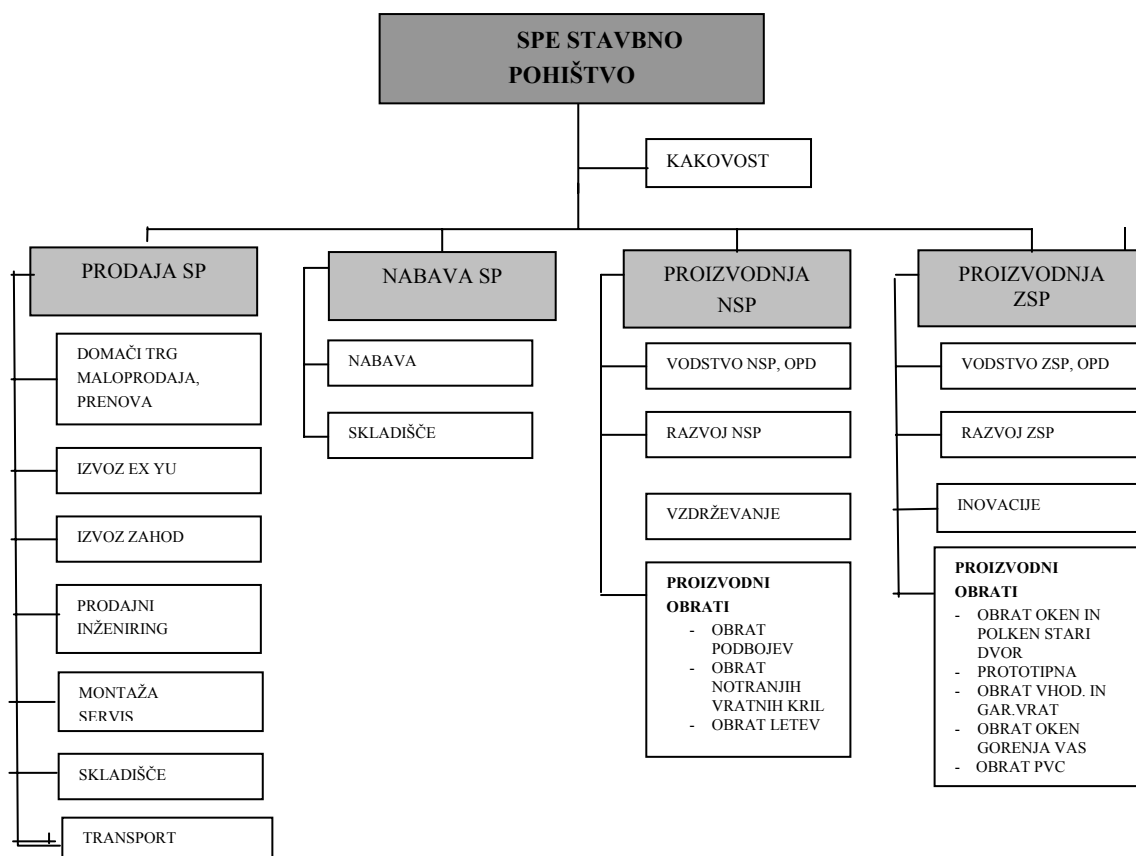 SPE STAVBNO
POHIŠTVO
KAKOVOST
PRODAJA SP
DOMAČI TRG
MALOPRODAJA,
PRENOVA
IZVOZ EX YU
IZVOZ ZAHOD
PRODAJNI
INŽENIRING
MONTAŽA
SERVIS
SKLADIŠČE
TRANSPORT
NABAVA SP
NABAVA
SKLADIŠČE
PROIZVODNJA
NSP
VODSTVO NSP, OPD
RAZVOJ NSP
VZDRŽEVANJE
PROIZVODNI
OBRATI
- OBRAT
PODBOJEV
- OBRAT
NOTRANJIH
VRATNIH KRIL
- OBRAT LETEV
PROIZVODNJA
ZSP
VODSTVO ZSP, OPD
RAZVOJ ZSP
INOVACIJE
PROIZVODNI
OBRATI
- OBRAT OKEN IN
POLKEN STARI
DVOR
- PROTOTIPNA
- OBRAT VHOD. IN
GAR.VRAT
- OBRAT OKEN
GORENJA VAS
- OBRAT PVC